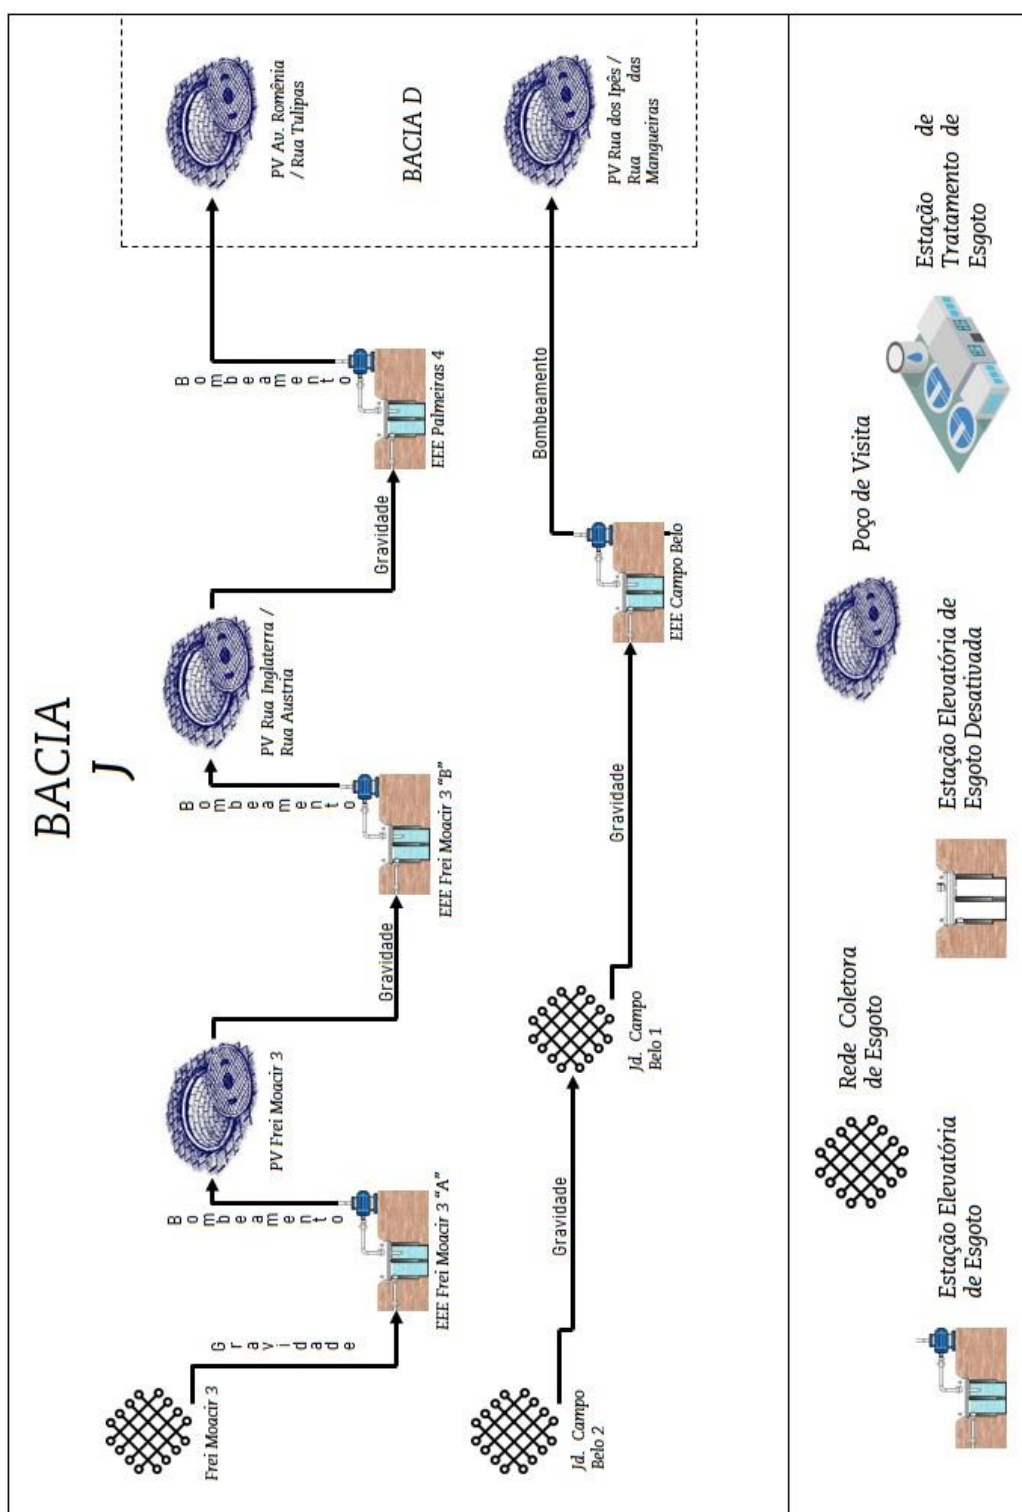 BACIA
J
Frei Moacir 3
Gravidade
EEE Frei Moacir 3 "A"
Bombeamento
PV Frei Moacir 3
Gravidade
EEE Frei Moacir 3 "B"
Bombeamento
PV Rua Inglaterra /
Rua Austria
Gravidade
EEE Palmeiras 4
Bombeamento
PV Av. Romênia
/ Rua Tulipas
BACIA D
Jd. Campo
Belo 2
Gravidade
Jd. Campo
Belo 1
Gravidade
EEE Campo Belo
Bombeamento
PV Rua dos Ipês /
Rua das
Mangueiras
Estação Elevatória
de Esgoto
Rede Coletora
de Esgoto
Estação Elevatória de
Esgoto Desativada
Poço de Visita
Estação de
Tratamento de
Esgoto